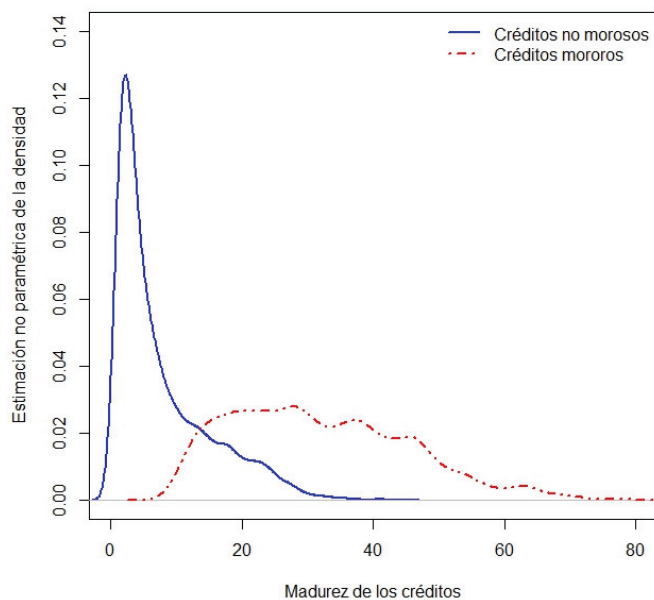 Créditos no morosos
Créditos mororos
Estimación no paramétrica de la densidad
0.14
0.12
0.10
0.08
0.06
0.04
0.02
0.00
0 20 40 60 80
Madurez de los créditos